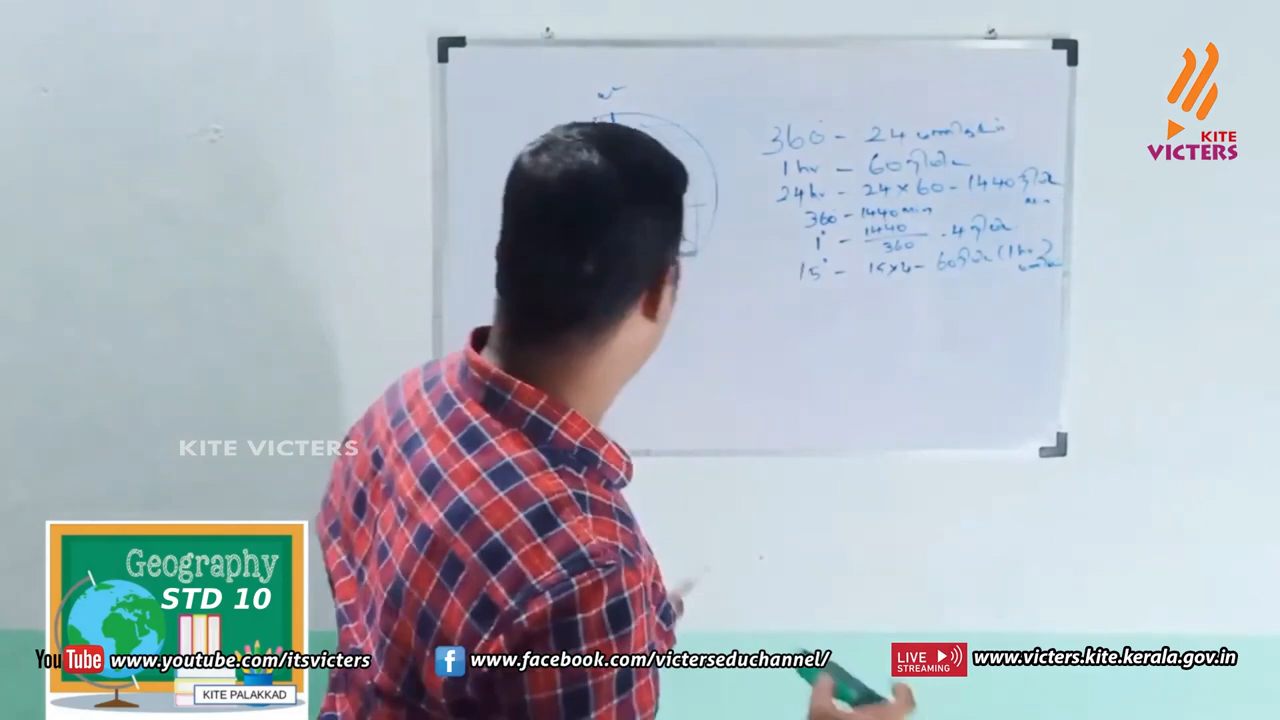 360° - 24 മണിക്കൂർ
1 hr - 60 മിനിറ്റ്
24 hr - 24 x 60 - 1440 മിനിറ്റ്
min
360 - 1440 min
1° - 1440/360 - 4 മിനിറ്റ്
15° - 15x4 - 60 മിനിറ്റ് (1 hr)
KITE
VICTERS
KITE VICTERS
Geography
STD 10
KITE PALAKKAD
YouTube www.youtube.com/itsvicters
f www.facebook.com/victerseduchannel/
LIVE
STREAMING
www.victers.kite.kerala.gov.in